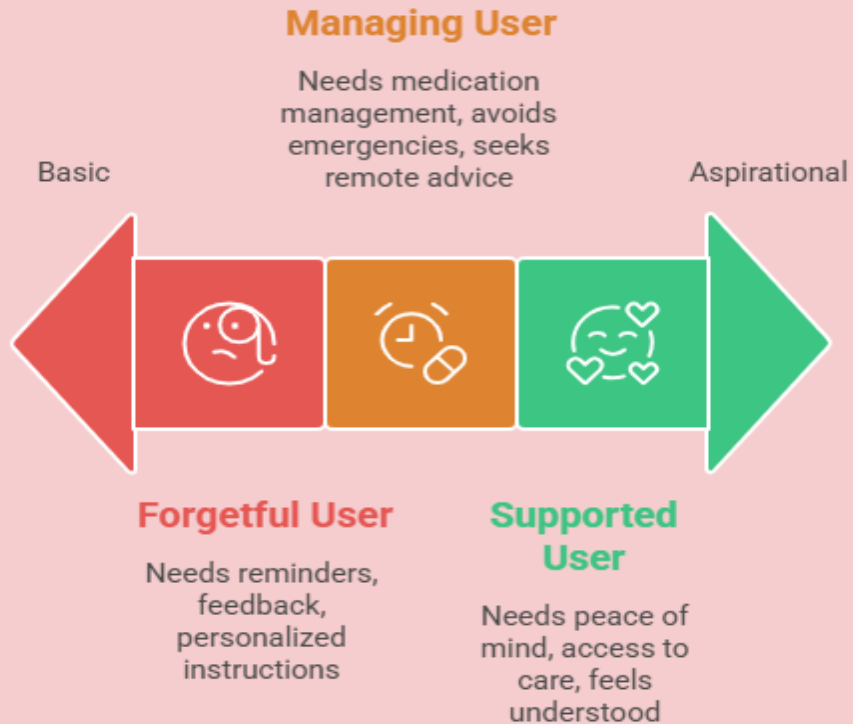 Managing User
Needs medication
management, avoids
emergencies, seeks
remote advice
Basic
Aspirational
Forgetful User
Needs reminders,
feedback,
personalized
instructions
Supported
User
Needs peace of
mind, access to
care, feels
understood